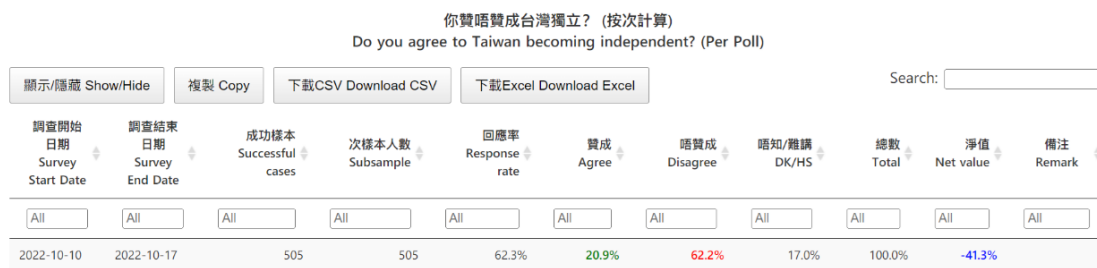 你贊唔贊成台灣獨立? (按次計算)
Do you agree to Taiwan becoming independent? (Per Poll)
顯示/隱藏 Show/Hide 複製 Copy 下載CSV Download CSV 下載Excel Download Excel Search:
調查開始日期 Survey Start Date
調查結束日期 Survey End Date
成功樣本 Successful cases
次樣本人數 Subsample
回應率 Response rate
贊成 Agree
唔贊成 Disagree
唔知/難講 DK/HS
總數 Total
淨值 Net value
備注 Remark
All All All All All All All All All All All
2022-10-10 2022-10-17 505 505 62.3% 20.9% 62.2% 17.0% 100.0% -41.3%